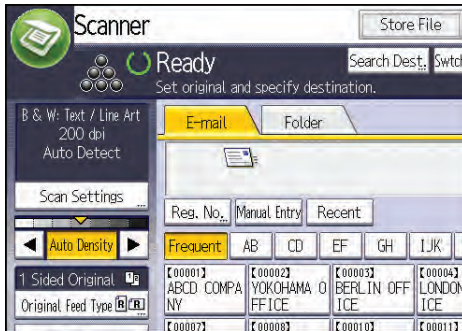 Scanner
Store File
Ready
Search Dest.
Set original and specify destination.
B & W: Text / Line Art
200 dpi
Auto Detect
Scan Settings
Auto Density
1 Sided Original
Original Feed Type
E-mail
Folder
Reg. No.
Manual Entry
Recent
Frequent
AB
CD
EF
GH
IJK
[00001]
ABCD COMPA
NY
[00002]
YOKOHAMA O
FFICE
[00003]
BERLIN OFF
ICE
[00004]
LONDON
ICE
[00007]
[00008]
[00010]
[00011]